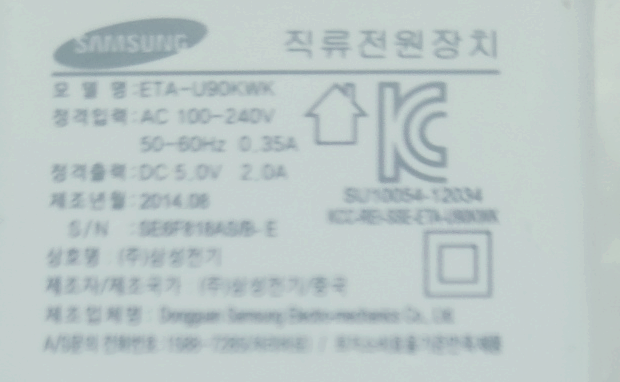 SAMSUNG 직류전원장치
모 델 명 : ETA-U90KWK
정격입력 : AC 100-240V
50-60Hz 0.35A
정격출력 : DC 5.0V 2.0A
제조년월 : 2014.08
SU10054-12034
S/N :
KCC-REI-SSE-ETA-U90KWK
상호명 : (주)삼성전기
제조자/제조국가 : (주)삼성전기/중국
제조업체명 : Dongguan Samsung Electro-mechanics Co., Ltd.
A/S문의 전화번호 :